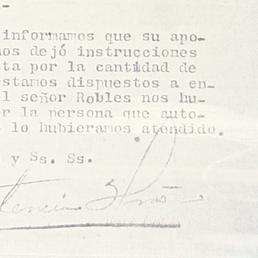 informamos que su apo-
nos dejó instrucciones
ta por la cantidad de
stamos dispuestos a en-
l señor Robles nos hu-
r la persona que auto-
lo hubieramos atendido.
y Ss. Ss.